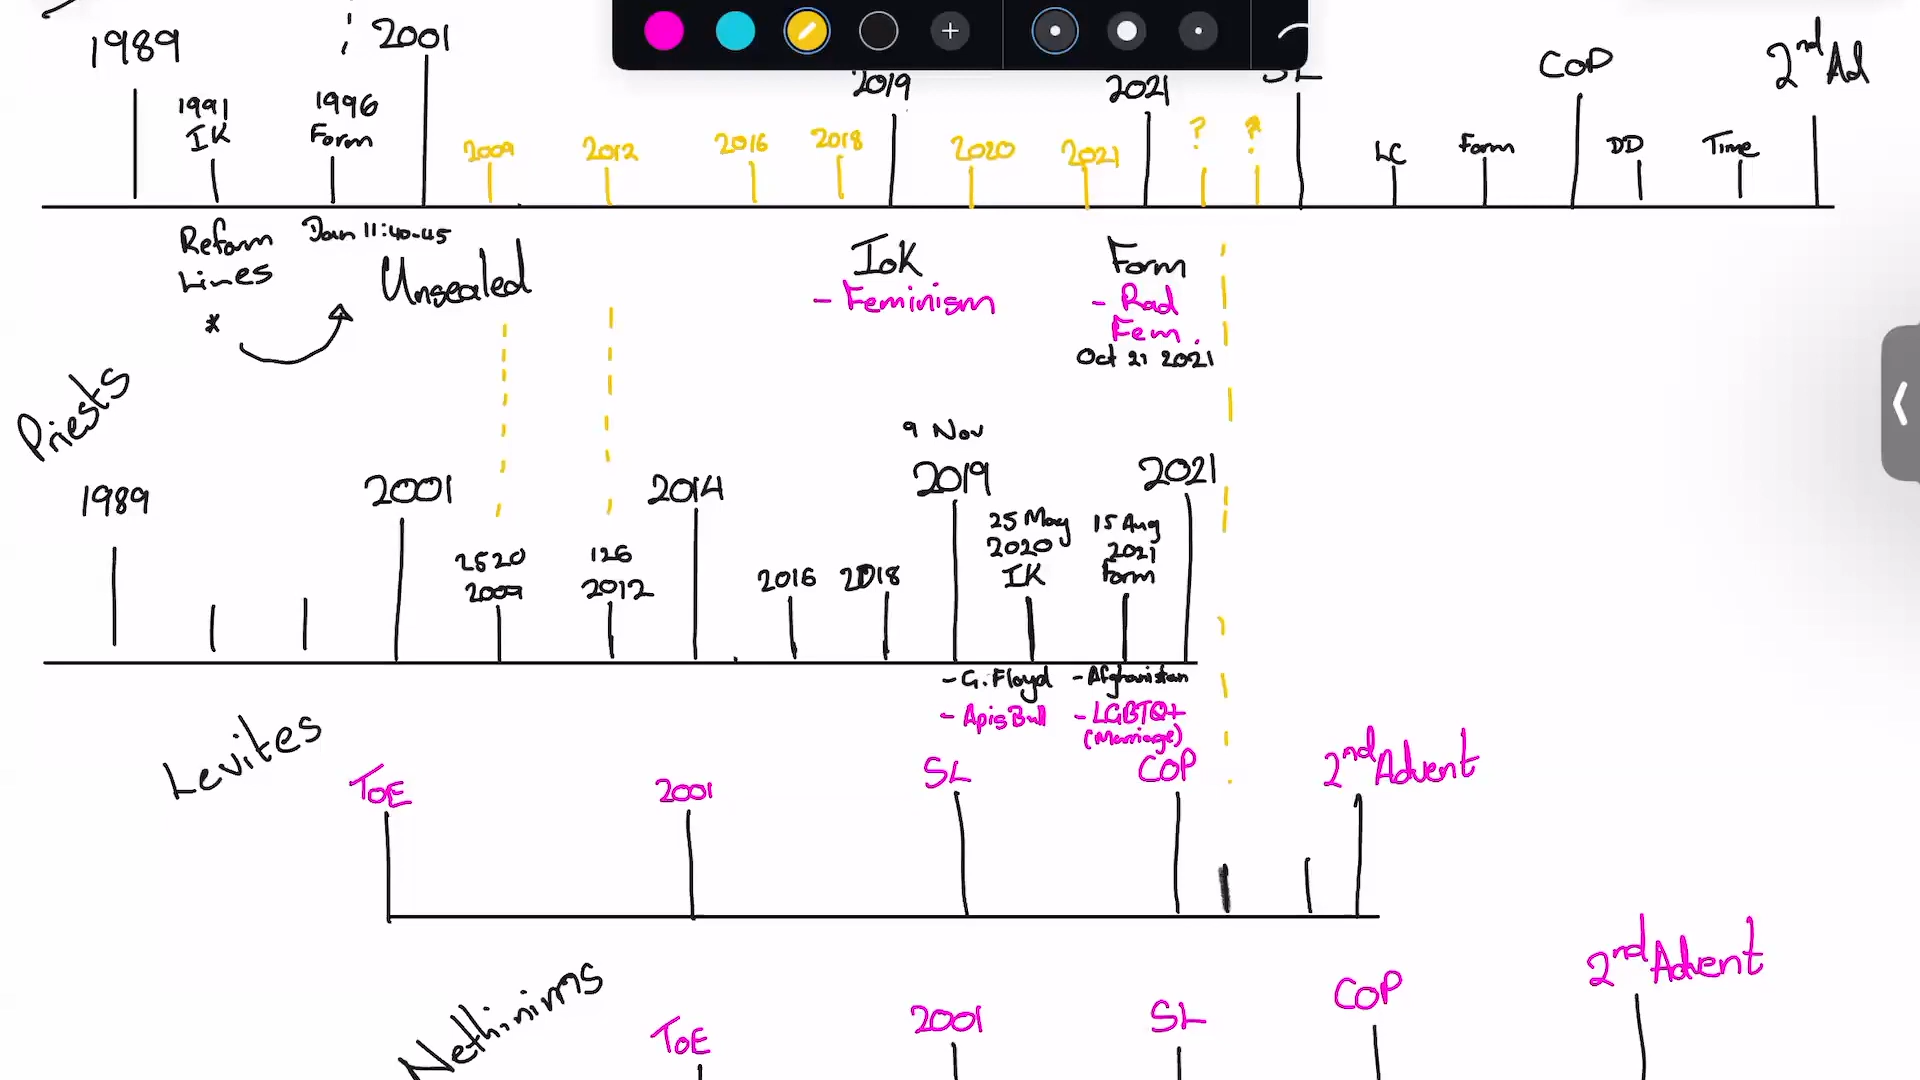 1989
2001
2019
2021
SL
COP
2nd Ad
1991
IK
1996
Form
2009
2012
2016
2018
2020
2021
?
?
LC
Form
DD
Time
Reform
Lines
*
Dan 11:40-45
Unsealed
IoK
- Feminism
Form
- Rad
Fem.
Oct 21 2021
Priests
1989
2001
2014
9 Nov
2019
2021
2520
2009
126
2012
2016
2018
25 May
2020
IK
15 Aug
2021
Form
- G. Floyd
- Apis Bull
- Afghanistan
- LGBTQ+
(Marriage)
Levites
ToE
2001
SL
COP
2nd Advent
Nethinims
ToE
2001
SL
COP
2nd Advent